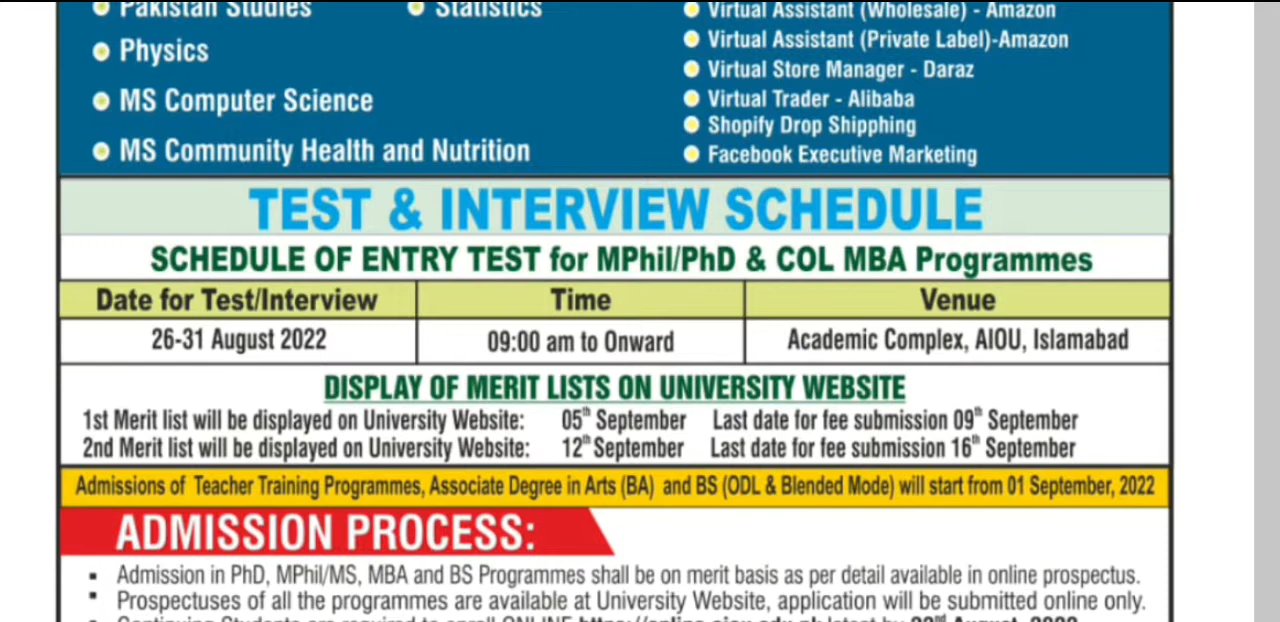 Pakistan Studies
Statistics
Physics
MS Computer Science
MS Community Health and Nutrition
Virtual Assistant (Wholesale) - Amazon
Virtual Assistant (Private Label)-Amazon
Virtual Store Manager - Daraz
Virtual Trader - Alibaba
Shopify Drop Shipphing
Facebook Executive Marketing
TEST & INTERVIEW SCHEDULE
SCHEDULE OF ENTRY TEST for MPhil/PhD & COL MBA Programmes
Date for Test/Interview Time Venue
26-31 August 2022 09:00 am to Onward Academic Complex, AIOU, Islamabad
DISPLAY OF MERIT LISTS ON UNIVERSITY WEBSITE
1st Merit list will be displayed on University Website: 05th September Last date for fee submission 09th September
2nd Merit list will be displayed on University Website: 12th September Last date for fee submission 16th September
Admissions of Teacher Training Programmes, Associate Degree in Arts (BA) and BS (ODL & Blended Mode) will start from 01 September, 2022
ADMISSION PROCESS:
▪ Admission in PhD, MPhil/MS, MBA and BS Programmes shall be on merit basis as per detail available in online prospectus.
▪ Prospectuses of all the programmes are available at University Website, application will be submitted online only.